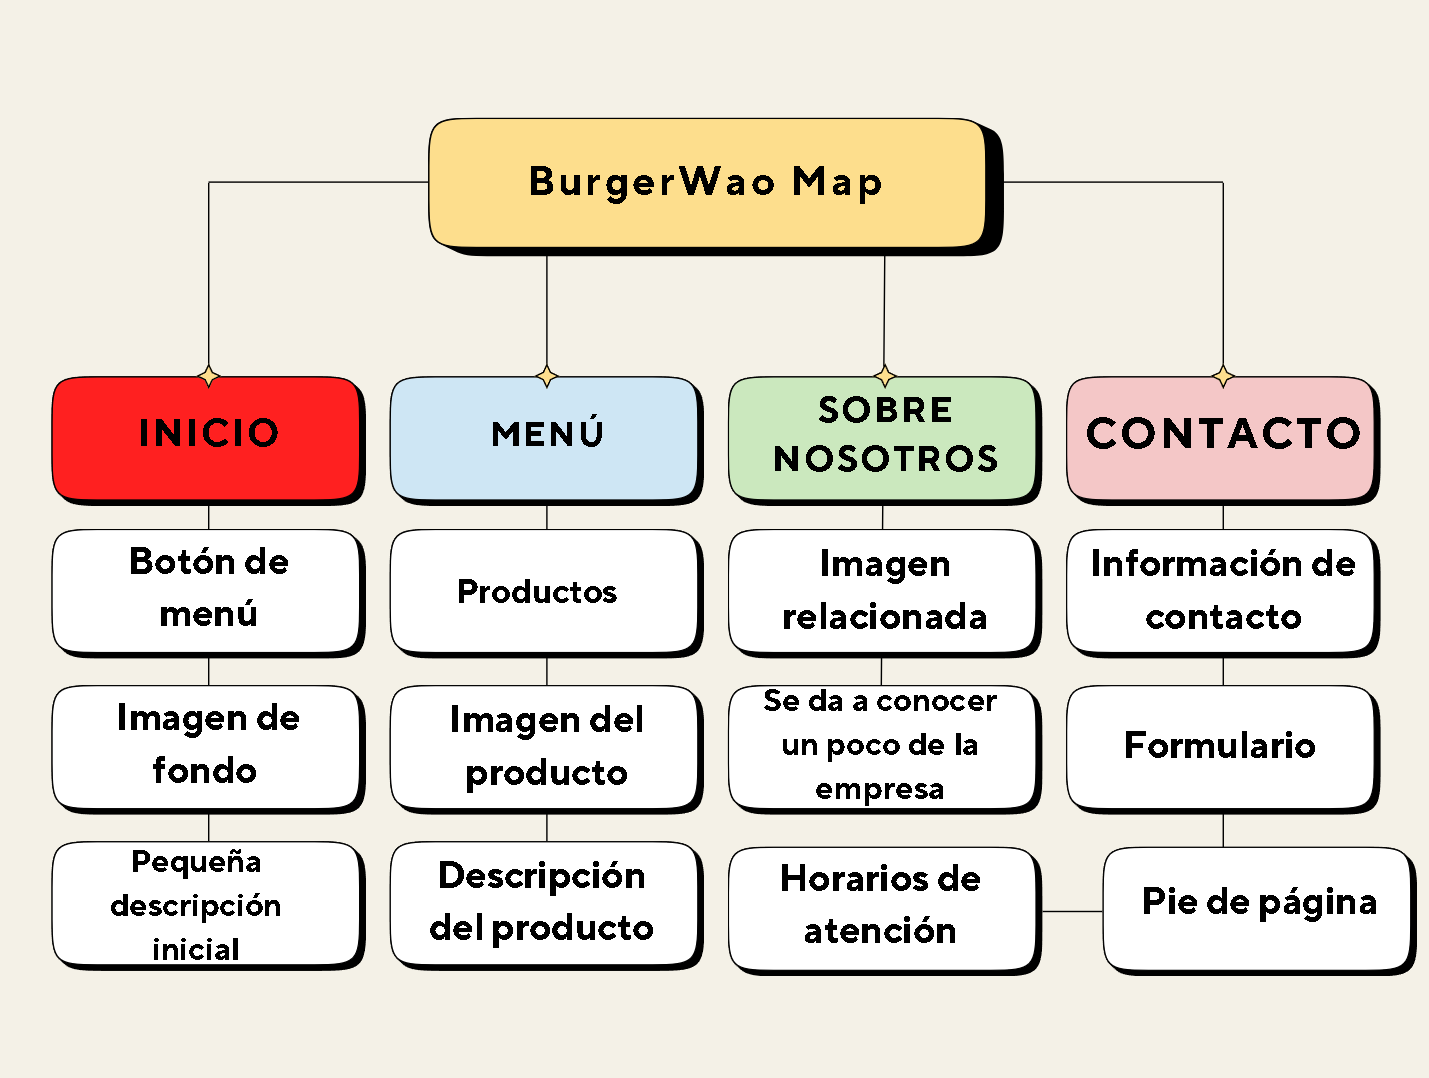 BurgerWao Map
INICIO
Botón de
menú
Imagen de
fondo
Pequeña
descripción
inicial
MENÚ
Productos
Imagen del
producto
Descripción
del producto
SOBRE
NOSOTROS
Imagen
relacionada
Se da a conocer
un poco de la
empresa
CONTACTO
Información de
contacto
Formulario
Pie de página
Horarios de
atención